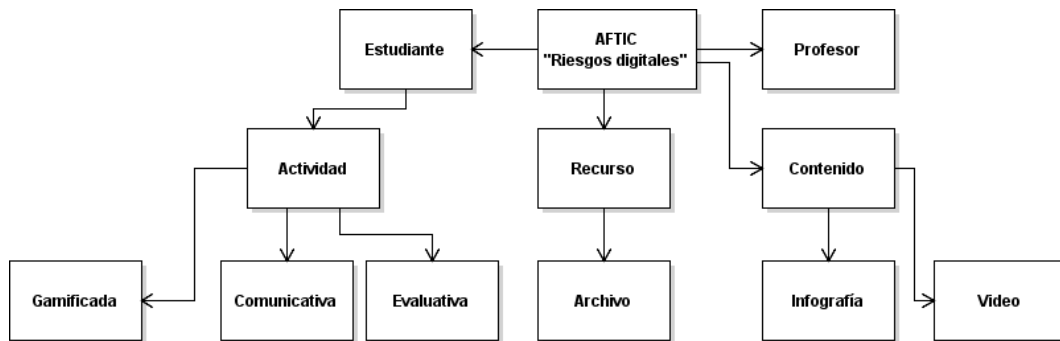 Estudiante
AFTIC
"Riesgos digitales"
Profesor
Actividad
Recurso
Contenido
Gamificada
Comunicativa
Evaluativa
Archivo
Infografía
Video